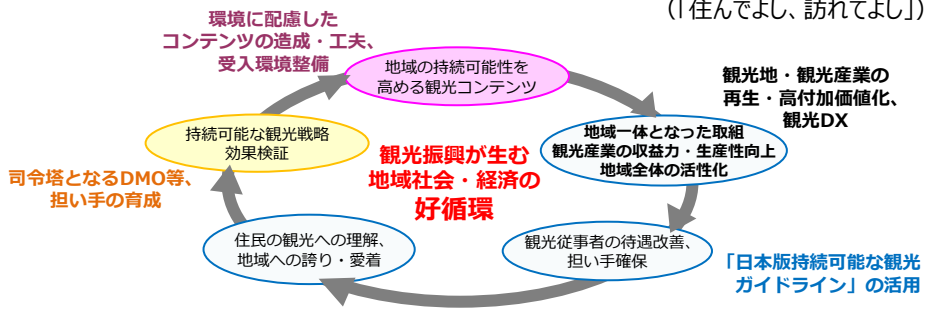 (「住んでよし、訪れてよし」)
環境に配慮した
コンテンツの造成・工夫、
受入環境整備
地域の持続可能性を
高める観光コンテンツ
観光地・観光産業の
再生・高付加価値化、
観光DX
持続可能な観光戦略
効果検証
地域一体となった取組
観光産業の収益力・生産性向上
地域全体の活性化
観光振興が生む
地域社会・経済の
好循環
司令塔となるDMO等、
担い手の育成
住民の観光への理解、
地域への誇り・愛着
観光従事者の待遇改善、
担い手確保
「日本版持続可能な観光
ガイドライン」の活用